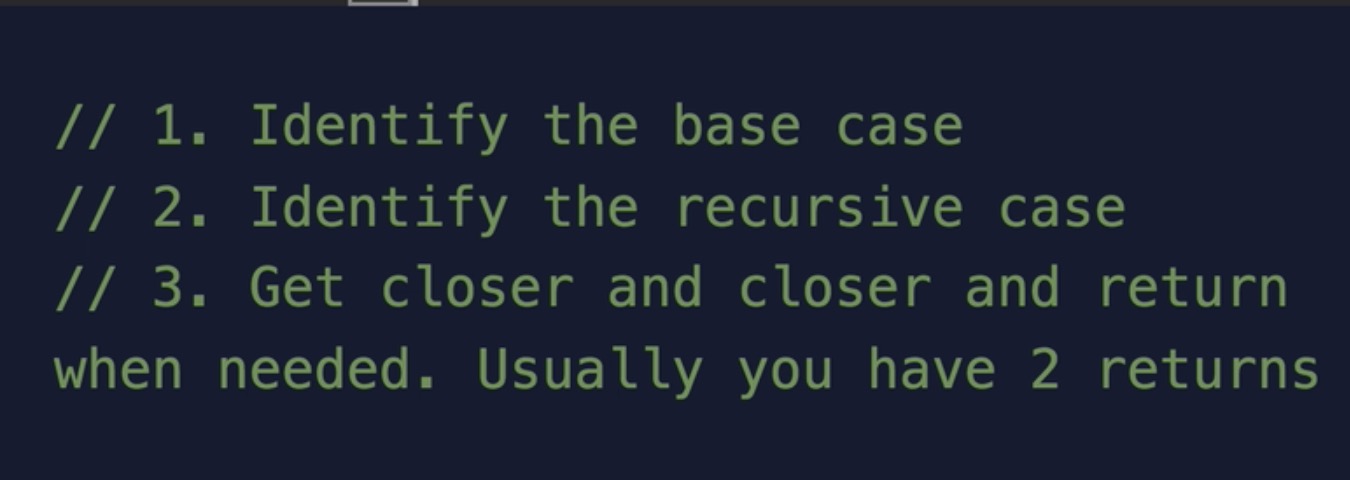 // 1. Identify the base case
// 2. Identify the recursive case
// 3. Get closer and closer and return
when needed. Usually you have 2 returns